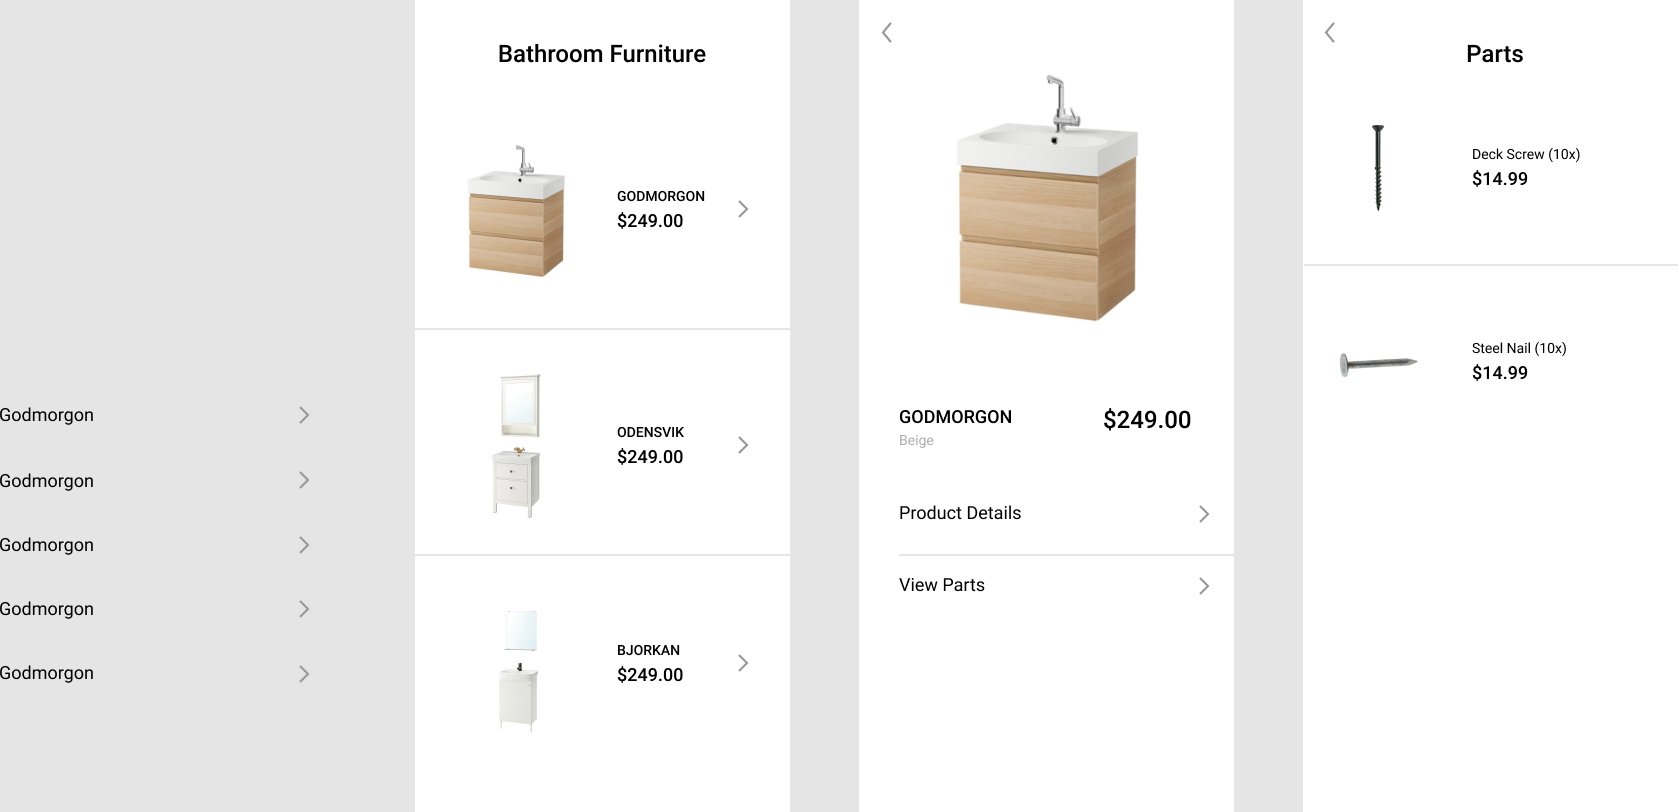 Godmorgon
Godmorgon
Godmorgon
Godmorgon
Godmorgon
Bathroom Furniture
GODMORGON
$249.00
ODENSVIK
$249.00
BJORKAN
$249.00
GODMORGON
$249.00
Beige
Product Details
View Parts
Parts
Deck Screw (10x)
$14.99
Steel Nail (10x)
$14.99